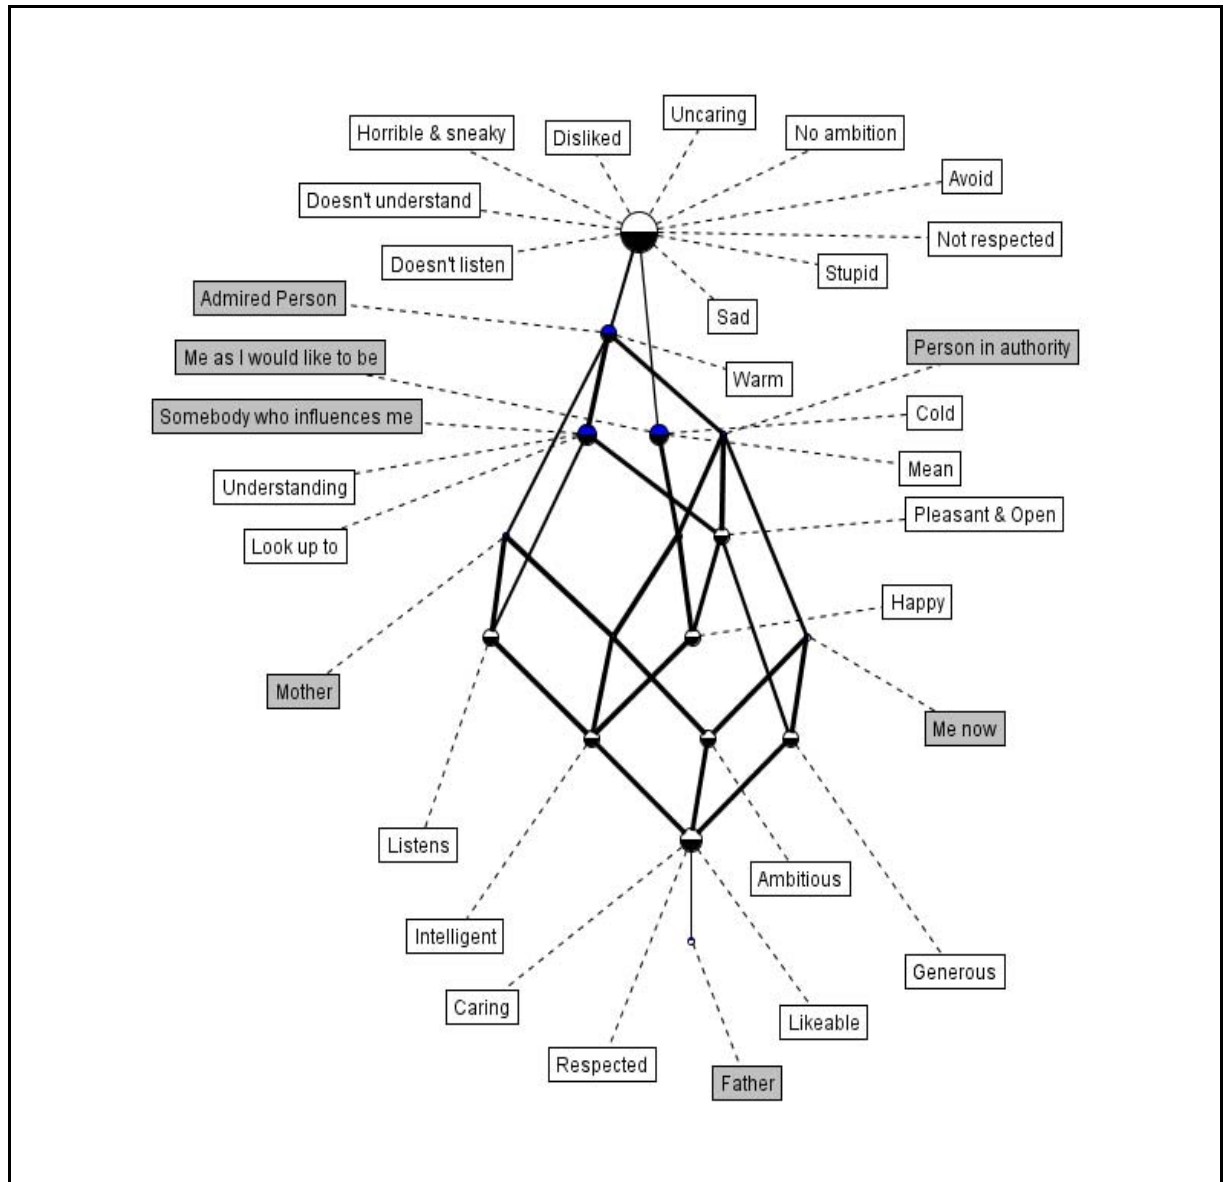 Uncaring
Horrible & sneaky
Disliked
No ambition
Avoid
Doesn't understand
Not respected
Doesn't listen
Stupid
Admired Person
Sad
Me as I would like to be
Person in authority
Warm
Somebody who influences me
Cold
Mean
Understanding
Pleasant & Open
Look up to
Happy
Mother
Me now
Listens
Ambitious
Intelligent
Generous
Caring
Likeable
Respected
Father